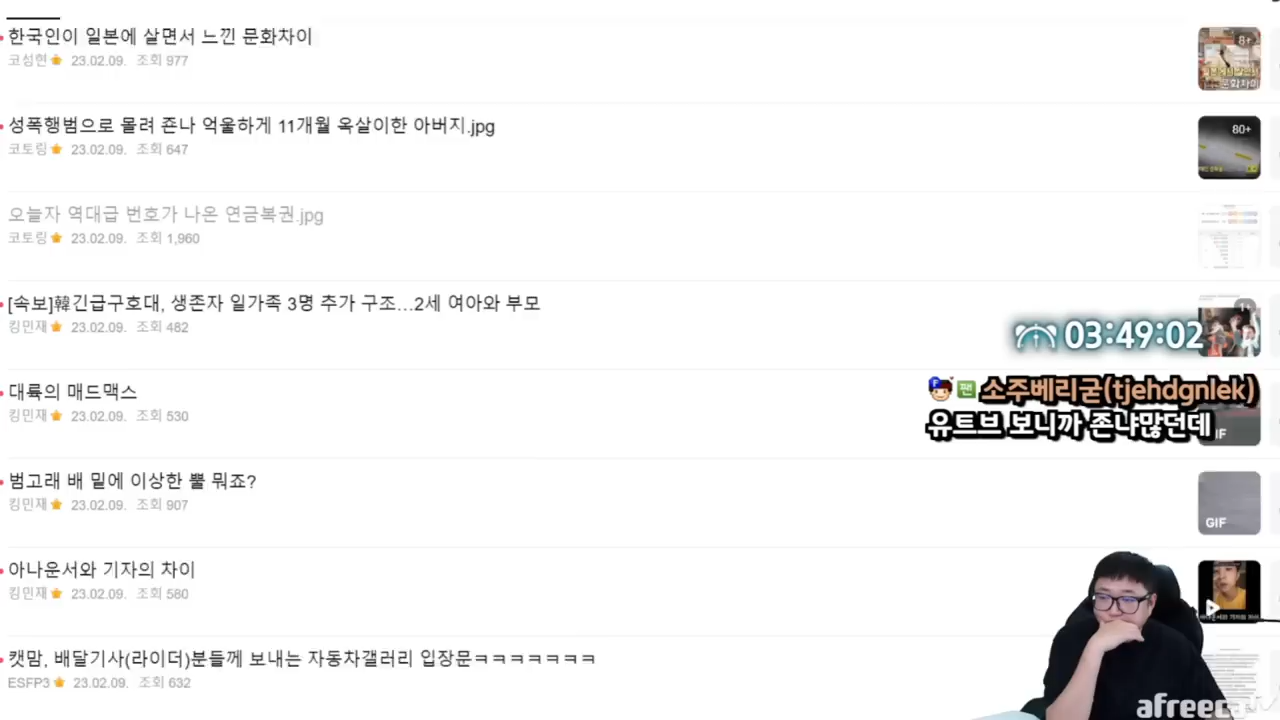 한국인이 일본에 살면서 느낀 문화차이
코성현 23.02.09. 조회 977
8+
성폭행범으로 몰려 죤나 억울하게 11개월 옥살이한 아버지.jpg
코토링 23.02.09. 조회 647
80+
오늘자 역대급 번호가 나온 연금복권.jpg
코토링 23.02.09. 조회 1,960
[속보]韓긴급구호대, 생존자 일가족 3명 추가 구조...2세 여아와 부모
킹민재 23.02.09. 조회 482
03:49:02
대륙의 매드맥스
킹민재 23.02.09. 조회 530
소주베리굳(tjehdgnlek)
유트브 보니까 존냐많던데
범고래 배 밑에 이상한 뿔 뭐죠?
킹민재 23.02.09. 조회 907
GIF
아나운서와 기자의 차이
킹민재 23.02.09. 조회 580
캣맘, 배달기사(라이더)분들께 보내는 자동차갤러리 입장문ㅋㅋㅋㅋㅋㅋㅋ
ESFP3 23.02.09. 조회 632